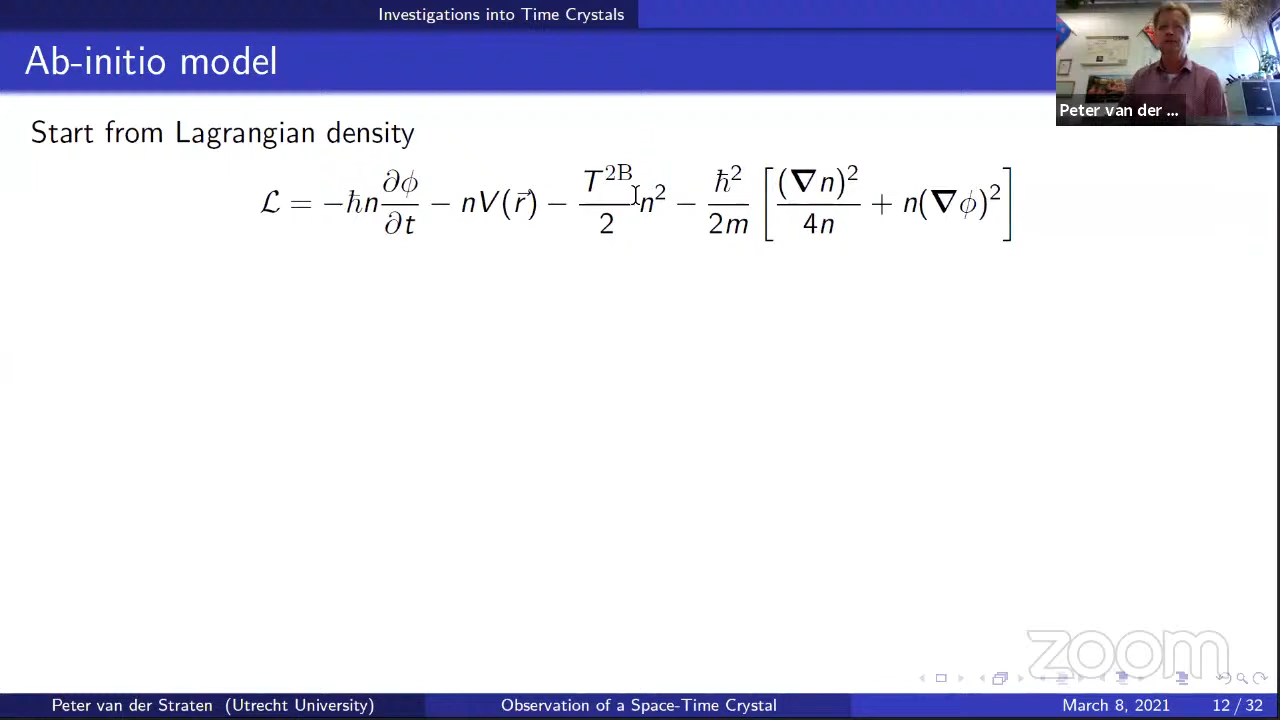 Investigations into Time Crystals
Ab-initio model
Peter van der ...
Start from Lagrangian density
ℒ = −ℏn ∂ϕ/∂t − nV(r⃗) − T^2B/2 n² − ℏ²/2m [ (∇n)²/4n + n(∇ϕ)² ]
zoom
Peter van der Straten (Utrecht University) Observation of a Space-Time Crystal March 8, 2021 12 / 32